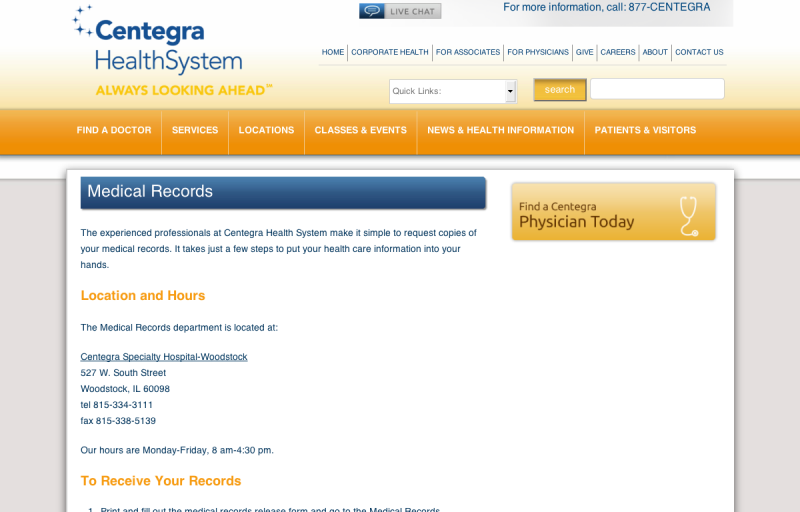 LIVE CHAT
For more information, call: 877-CENTEGRA
Centegra
HealthSystem
ALWAYS LOOKING AHEAD™
HOME CORPORATE HEALTH FOR ASSOCIATES FOR PHYSICIANS GIVE CAREERS ABOUT CONTACT US
Quick Links:
search
FIND A DOCTOR SERVICES LOCATIONS CLASSES & EVENTS NEWS & HEALTH INFORMATION PATIENTS & VISITORS
Medical Records
The experienced professionals at Centegra Health System make it simple to request copies of
your medical records. It takes just a few steps to put your health care information into your
hands.
Location and Hours
The Medical Records department is located at:
Centegra Specialty Hospital-Woodstock
527 W. South Street
Woodstock, IL 60098
tel 815-334-3111
fax 815-338-5139
Our hours are Monday-Friday, 8 am-4:30 pm.
To Receive Your Records
1. Print and fill out the medical records release form and go to the Medical Records
Find a Centegra
Physician Today